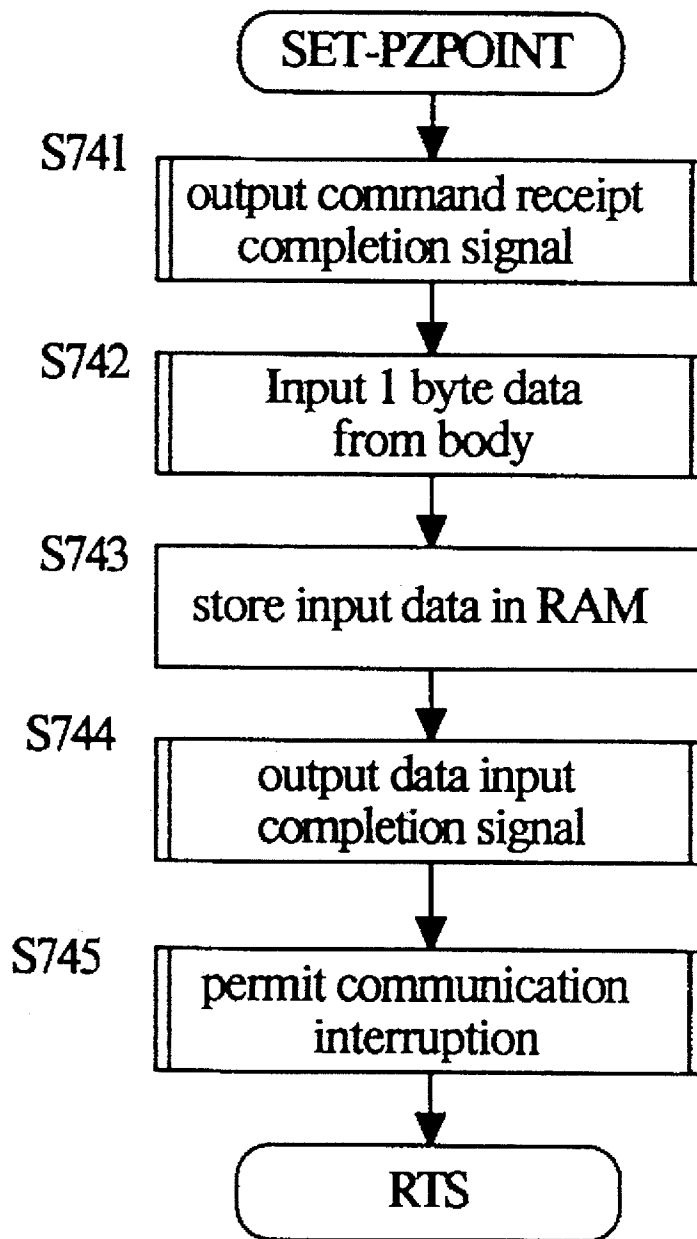 SET-PZPOINT
S741
output command receipt
completion signal
S742
Input 1 byte data
from body
S743
store input data in RAM
S744
output data input
completion signal
S745
permit communication
interruption
RTS